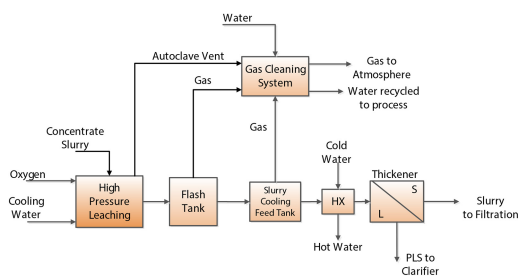 Water
Autoclave Vent
Gas Cleaning
System
Gas to
Atmosphere
Water recycled
to process
Gas
Gas
Concentrate
Slurry
Oxygen
Cooling
Water
High
Pressure
Leaching
Flash
Tank
Slurry
Cooling
Feed Tank
Cold
Water
HX
Hot Water
Thickener
S
L
Slurry
to Filtration
PLS to
Clarifier